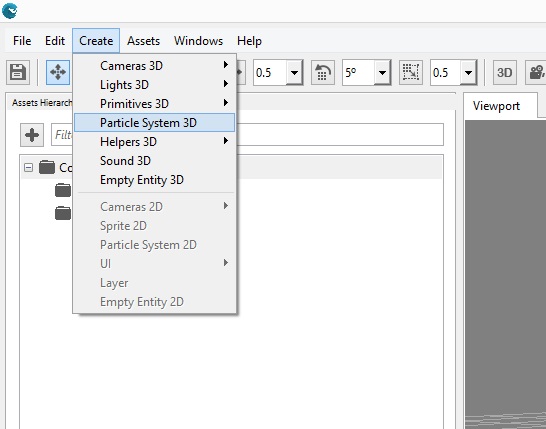 File Edit Create Assets Windows Help
0.5 5º 0.5 3D
Assets Hierarch
Viewport
Filt
Co
Cameras 3D
Lights 3D
Primitives 3D
Particle System 3D
Helpers 3D
Sound 3D
Empty Entity 3D
Cameras 2D
Sprite 2D
Particle System 2D
UI
Layer
Empty Entity 2D